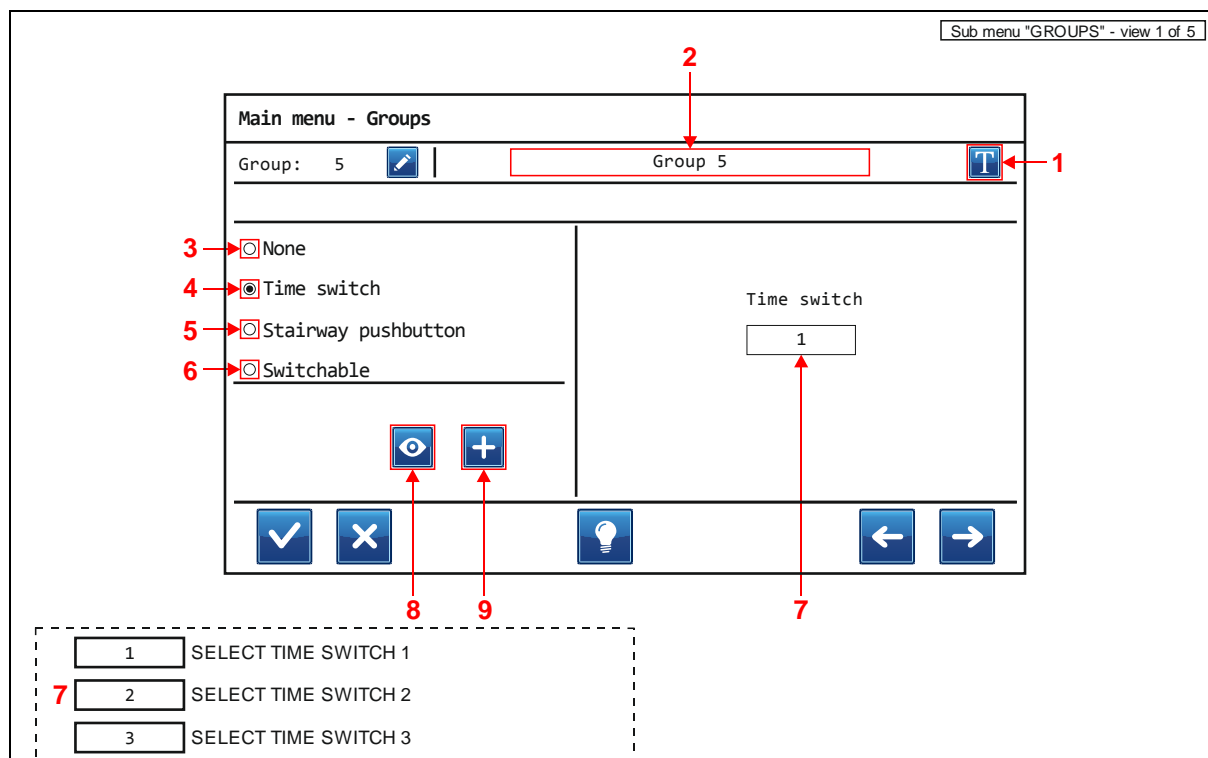 Sub menu "GROUPS" - view 1 of 5
2
Main menu - Groups
Group: 5
Group 5
T
1
3
None
4
Time switch
5
Stairway pushbutton
6
Switchable
Time switch
1
8
9
7
1
SELECT TIME SWITCH 1
7
2
SELECT TIME SWITCH 2
3
SELECT TIME SWITCH 3